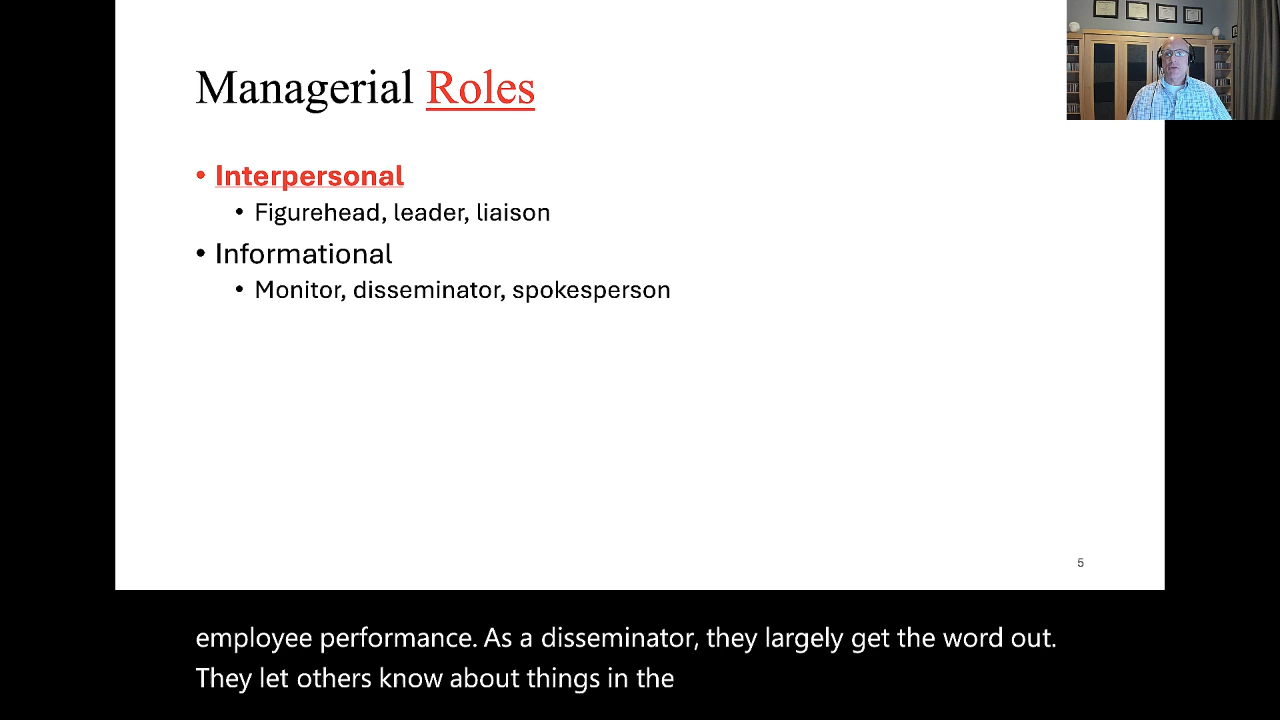 Managerial Roles
• Interpersonal
• Figurehead, leader, liaison
• Informational
• Monitor, disseminator, spokesperson
5
employee performance. As a disseminator, they largely get the word out.
They let others know about things in the